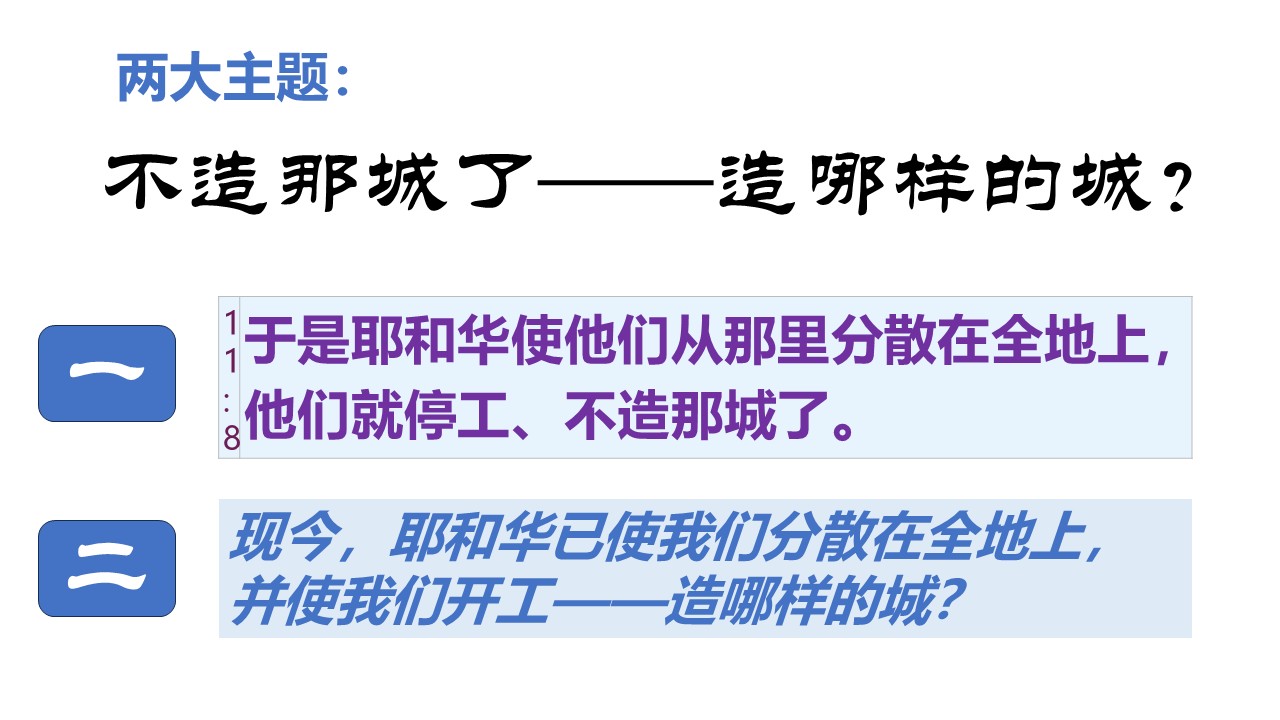 两大主题：
不造那城了——造哪样的城？
一
11:8
于是耶和华使他们从那里分散在全地上，
他们就停工、不造那城了。
二
现今，耶和华已使我们分散在全地上，
并使我们开工——造哪样的城？